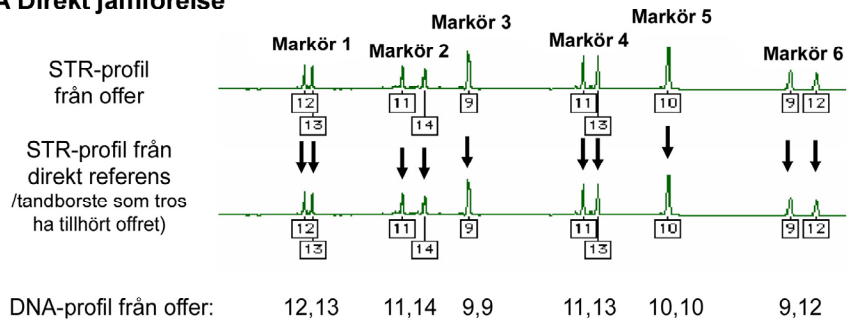 A Direkt jämförelse
Markör 1
Markör 2
Markör 3
Markör 4
Markör 5
Markör 6
STR-profil
från offer
12
13
11
14
9
11
13
10
9
12
STR-profil från
direkt referens
/tandborste som tros
ha tillhört offret)
12
13
11
14
9
11
13
10
9
12
DNA-profil från offer: 12,13 11,14 9,9 11,13 10,10 9,12